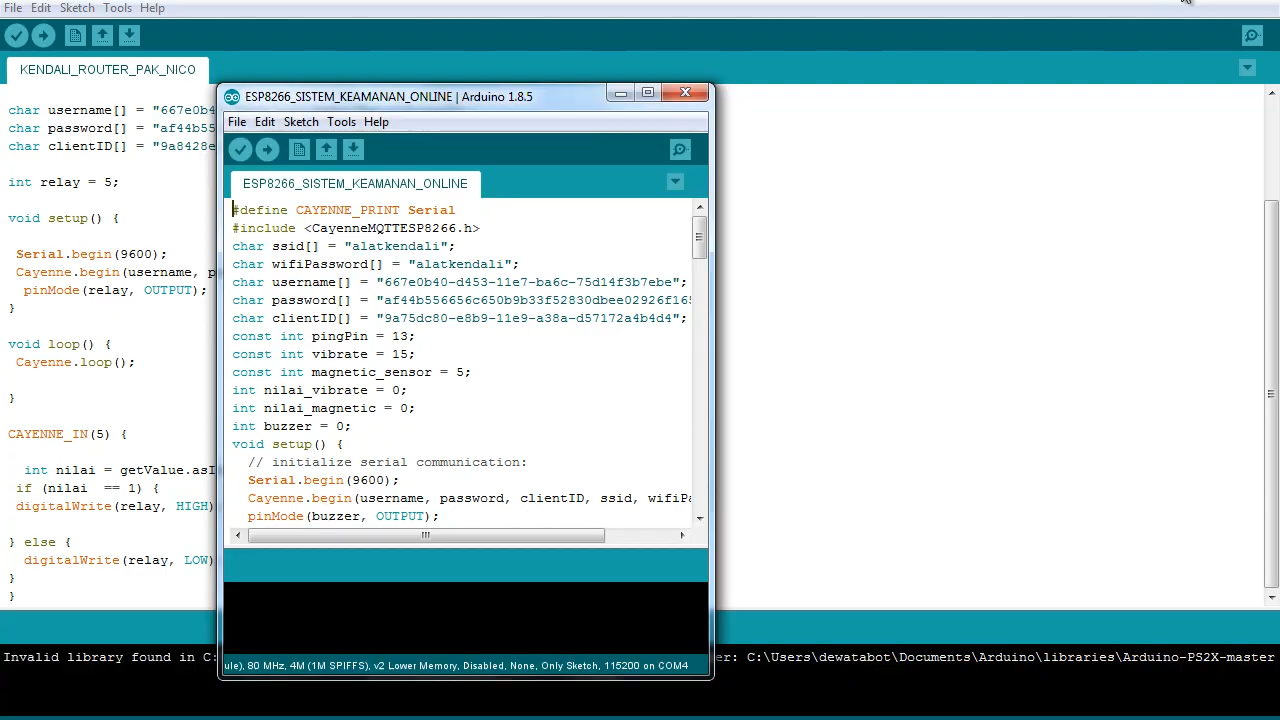 File Edit Sketch Tools Help
KENDALI_ROUTER_PAK_NICO
char username[] = "667e0b4
char password[] = "af44b55
char clientID[] = "9a8428e
int relay = 5;
void setup() {
Serial.begin(9600);
Cayenne.begin(username, p
pinMode(relay, OUTPUT);
}
void loop() {
Cayenne.loop();
}
CAYENNE_IN(5) {
int nilai = getValue.asI
if (nilai == 1) {
digitalWrite(relay, HIGH)
} else {
digitalWrite(relay, LOW)
}
}
Invalid library found in C:
er: C:\Users\dewatabot\Documents\Arduino\libraries\Arduino-PS2X-master
ESP8266_SISTEM_KEAMANAN_ONLINE | Arduino 1.8.5
File Edit Sketch Tools Help
ESP8266_SISTEM_KEAMANAN_ONLINE
#define CAYENNE_PRINT Serial
#include <CayenneMQTTESP8266.h>
char ssid[] = "alatkendali";
char wifiPassword[] = "alatkendali";
char username[] = "667e0b40-d453-11e7-ba6c-75d14f3b7ebe";
char password[] = "af44b556656c650b9b33f52830dbee02926f165
char clientID[] = "9a75dc80-e8b9-11e9-a38a-d57172a4b4d4";
const int pingPin = 13;
const int vibrate = 15;
const int magnetic_sensor = 5;
int nilai_vibrate = 0;
int nilai_magnetic = 0;
int buzzer = 0;
void setup() {
// initialize serial communication:
Serial.begin(9600);
Cayenne.begin(username, password, clientID, ssid, wifiPa
pinMode(buzzer, OUTPUT);
ule), 80 MHz, 4M (1M SPIFFS), v2 Lower Memory, Disabled, None, Only Sketch, 115200 on COM4